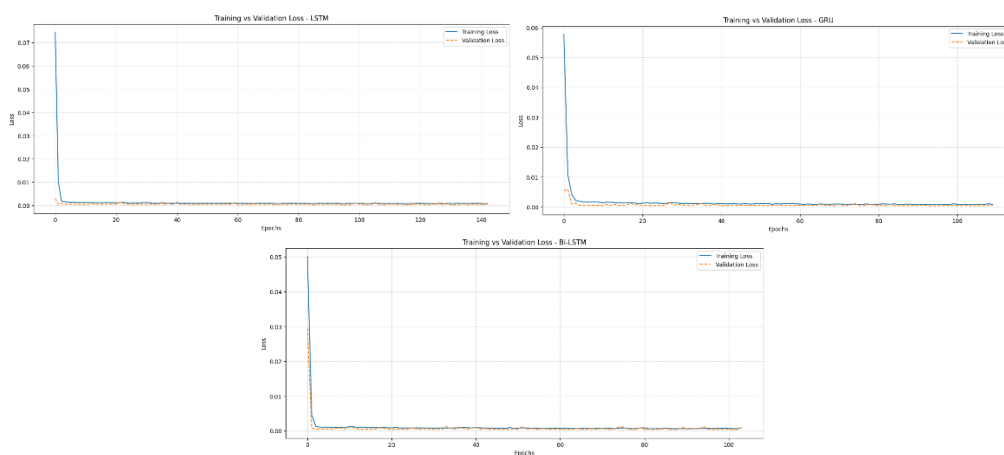 Training vs Validation Loss - LSTM
Training Loss
Validation Loss
0.07
0.06
0.05
0.04
0.03
0.02
0.01
0.00
Loss
0 20 40 60 80 100 120 140
Epochs
Training vs Validation Loss - GRU
Training Loss
Validation Loss
0.06
0.05
0.04
0.03
0.02
0.01
0.00
Loss
0 20 40 60 80 100
Epochs
Training vs Validation Loss - Bi-LSTM
Training Loss
Validation Loss
0.05
0.04
0.03
0.02
0.01
0.00
Loss
0 20 40 60 80 100
Epochs